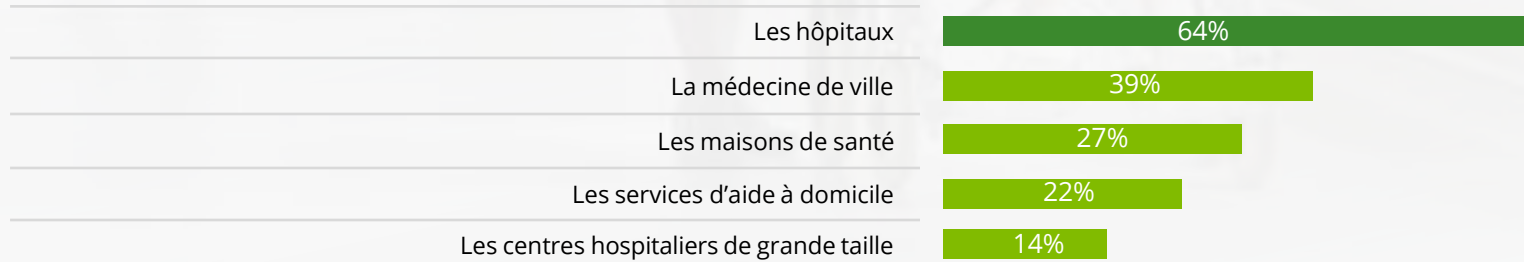 Les hôpitaux 64%
La médecine de ville 39%
Les maisons de santé 27%
Les services d’aide à domicile 22%
Les centres hospitaliers de grande taille 14%